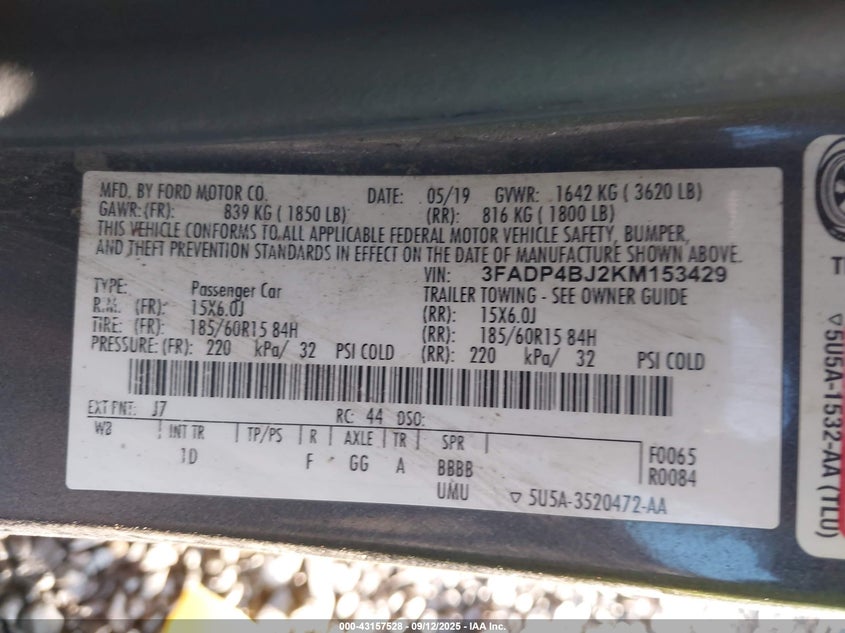 MFD. BY FORD MOTOR CO. DATE: 05/19 GVWR: 1642 KG ( 3620 LB)
GAWR: (FR): 839 KG ( 1850 LB) (RR): 816 KG ( 1800 LB)
THIS VEHICLE CONFORMS TO ALL APPLICABLE FEDERAL MOTOR VEHICLE SAFETY, BUMPER,
AND THEFT PREVENTION STANDARDS IN EFFECT ON THE DATE OF MANUFACTURE SHOWN ABOVE.
VIN: 3FADP4BJ2KM153429
TYPE: Passenger Car TRAILER TOWING - SEE OWNER GUIDE
R.M. (FR): 15X6.0J (RR): 15X6.0J
TIRE: (FR): 185/60R15 84H (RR): 185/60R15 84H
PRESSURE: (FR): 220 kPa/ 32 PSI COLD (RR): 220 kPa/ 32 PSI COLD
EXT PNT: J7 RC: 44 DSO:
WB INT TR TP/PS R AXLE TR SPR
1D F GG A BBBB
UMU
F0065
R0084
▽ 5U5A-3520472-AA
▽5U5A-1532-AA (TLU)
000-43157528 - 09/12/2025 - IAA Inc.